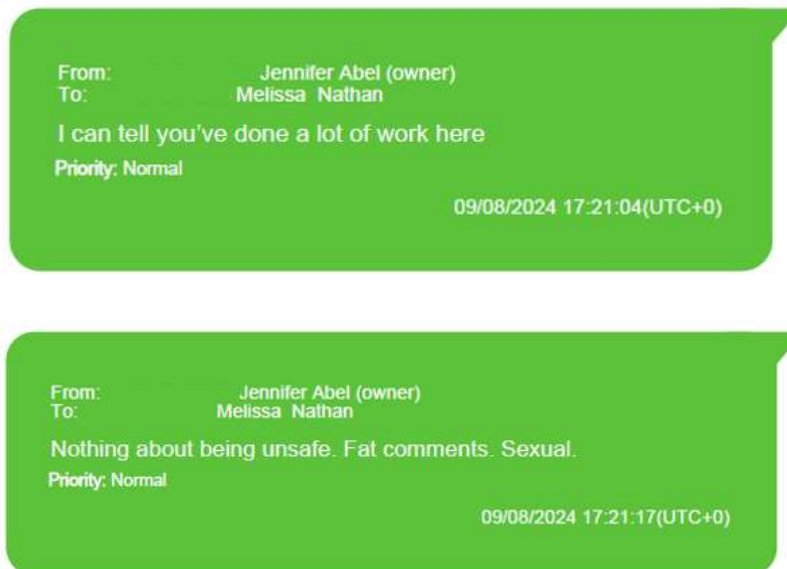 From: Jennifer Abel (owner)
To: Melissa Nathan
I can tell you've done a lot of work here
Priority: Normal
09/08/2024 17:21:04(UTC+0)
From: Jennifer Abel (owner)
To: Melissa Nathan
Nothing about being unsafe. Fat comments. Sexual.
Priority: Normal
09/08/2024 17:21:17(UTC+0)